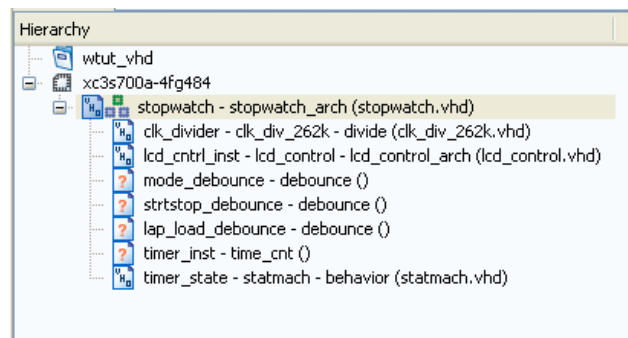 Hierarchy
wtut_vhd
xc3s700a-4fg484
stopwatch - stopwatch_arch (stopwatch.vhd)
clk_divider - clk_div_262k - divide (clk_div_262k.vhd)
lcd_cntrl_inst - lcd_control - lcd_control_arch (lcd_control.vhd)
mode_debounce - debounce ()
strtstop_debounce - debounce ()
lap_load_debounce - debounce ()
timer_inst - time_cnt ()
timer_state - statmach - behavior (statmach.vhd)